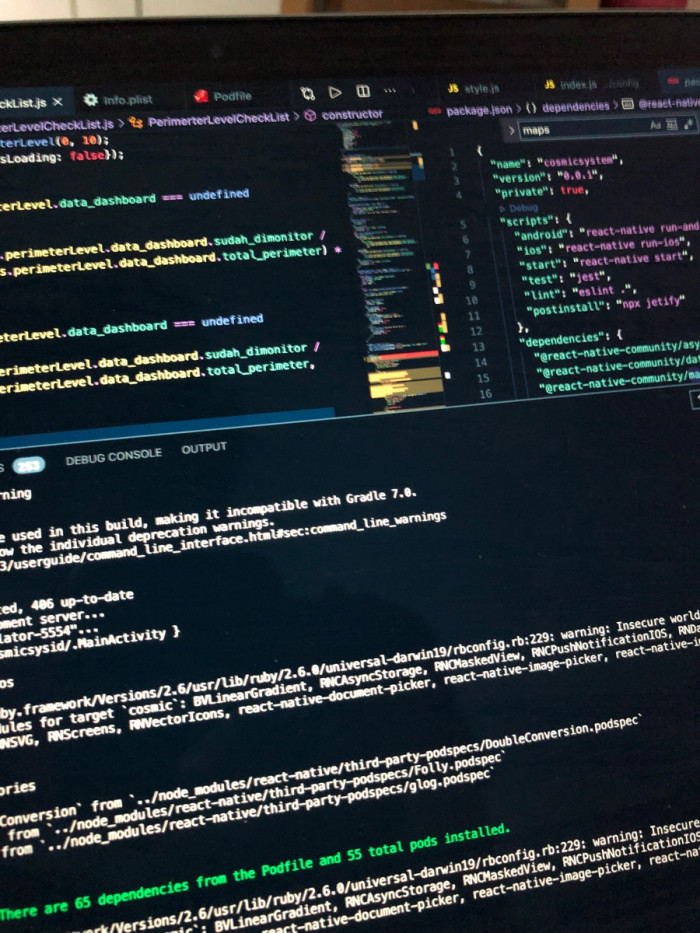 ckList.js ×
Info.plist
Podfile
JS style.js
JS index.js .../config
erLevelCheckList.js > PerimerterLevelCheckList > constructor
package.json > {} dependencies > @react-nati
terLevel(0, 10);
sLoading: false});
terLevel.data_dashboard === undefined
.perimeterLevel.data_dashboard.sudah_dimonitor /
s.perimeterLevel.data_dashboard.total_perimeter) *
eterLevel.data_dashboard === undefined
erimeterLevel.data_dashboard.sudah_dimonitor /
erimeterLevel.data_dashboard.total_perimeter,
> maps Aa
1 {
2 "name": "cosmicsystem",
3 "version": "0.0.1",
4 "private": true,
Debug
5 "scripts": {
6 "android": "react-native run-and
7 "ios": "react-native run-ios",
8 "start": "react-native start",
9 "test": "jest",
10 "lint": "eslint .",
11 "postinstall": "npx jetify"
12 },
13 "dependencies": {
14 "@react-native-community/asy
15 "@react-native-community/dat
16 "@react-native-community/ma
S 253 DEBUG CONSOLE OUTPUT
rning
e used in this build, making it incompatible with Gradle 7.0.
ow the individual deprecation warnings.
3/userguide/command_line_interface.html#sec:command_line_warnings
ted, 406 up-to-date
pment server...
lator-5554"...
smicsysid/.MainActivity }
os
by.framework/Versions/2.6/usr/lib/ruby/2.6.0/universal-darwin19/rbconfig.rb:229: warning: Insecure world
ules for target `cosmic`: BVLinearGradient, RNCAsyncStorage, RNCMaskedView, RNCPushNotificationIOS, RNDa
RNSVG, RNScreens, RNVectorIcons, react-native-document-picker, react-native-image-picker, react-native-i
ories
Conversion` from `../node_modules/react-native/third-party-podspecs/DoubleConversion.podspec`
from `../node_modules/react-native/third-party-podspecs/Folly.podspec`
from `../node_modules/react-native/third-party-podspecs/glog.podspec`
There are 65 dependencies from the Podfile and 55 total pods installed.
ork/Versions/2.6/usr/lib/ruby/2.6.0/universal-darwin19/rbconfig.rb:229: warning: Insecure
mic`: BVLinearGradient, RNCAsyncStorage, RNCMaskedView, RNCPushNotificationIOS
react-native-document-picker, react-native-image-picker, react-na